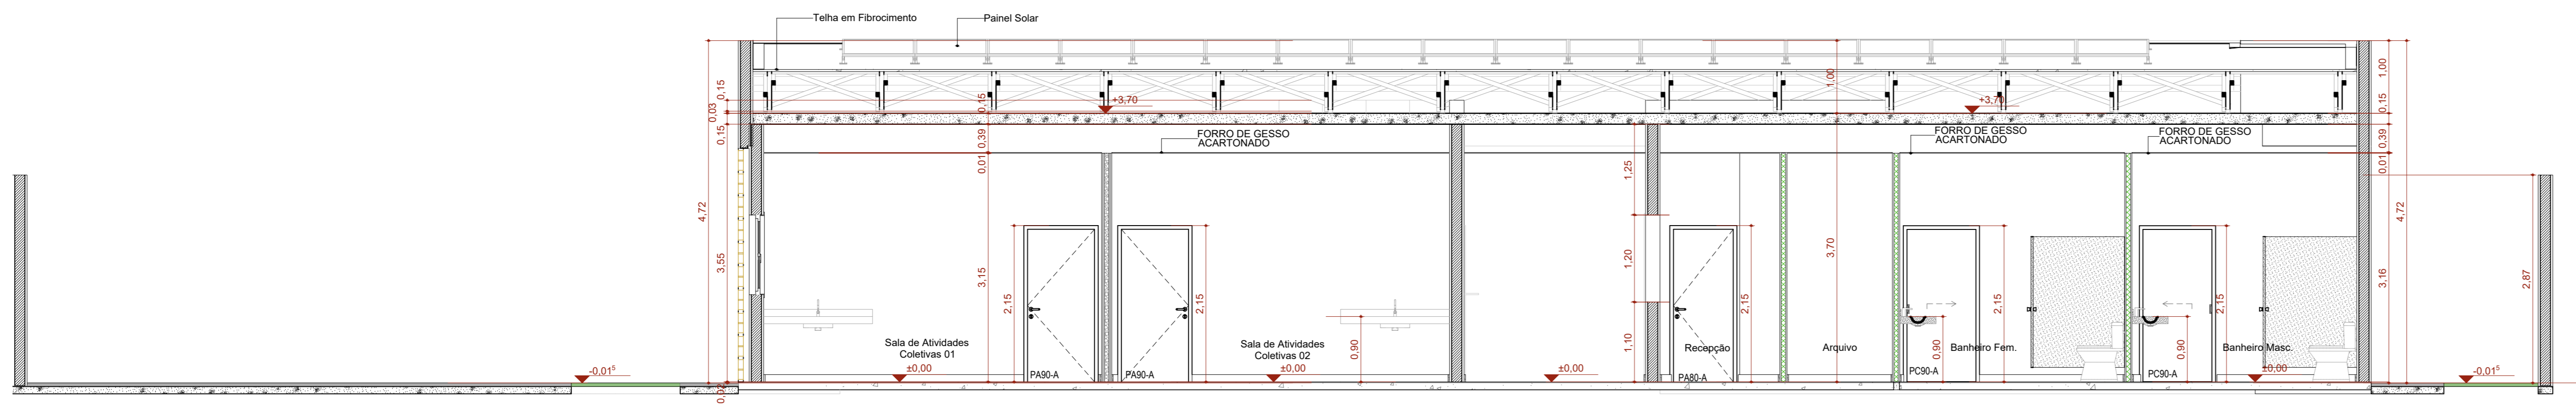 Telha em Fibrocimento
Painel Solar
0,15
0,03
0,15
4,72
3,55
0,02
-0,01⁵
+3,70
0,15
0,39
0,01
3,15
FORRO DE GESSO
ACARTONADO
Sala de Atividades
Coletivas 01
±0,00
2,15
PA90-A
PA90-A
2,15
Sala de Atividades
Coletivas 02
±0,00
0,90
±0,00
1,25
1,20
1,10
Recepção
PA80-A
2,15
1,00
3,70
Arquivo
+3,70
FORRO DE GESSO
ACARTONADO
Banheiro Fem.
PC90-A
0,90
2,15
FORRO DE GESSO
ACARTONADO
Banheiro Masc.
PC90-A
0,90
2,15
±0,00
1,00
0,15
0,39
0,01
3,16
4,72
2,87
-0,01⁵